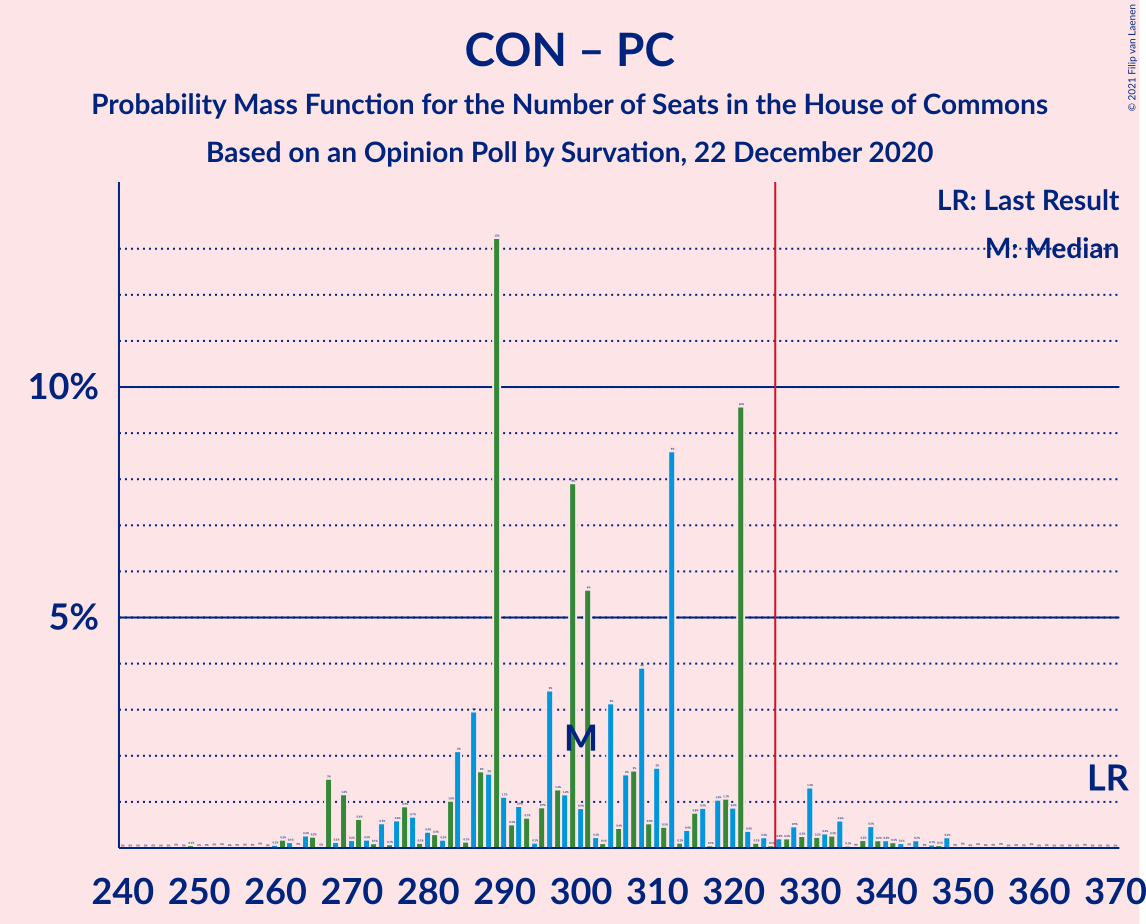 CON – PC
Probability Mass Function for the Number of Seats in the House of Commons
Based on an Opinion Poll by Survation, 22 December 2020
© 2021 Filip van Laenen
LR: Last Result
M: Median
10%
5%
M
LR
240 250 260 270 280 290 300 310 320 330 340 350 360 370